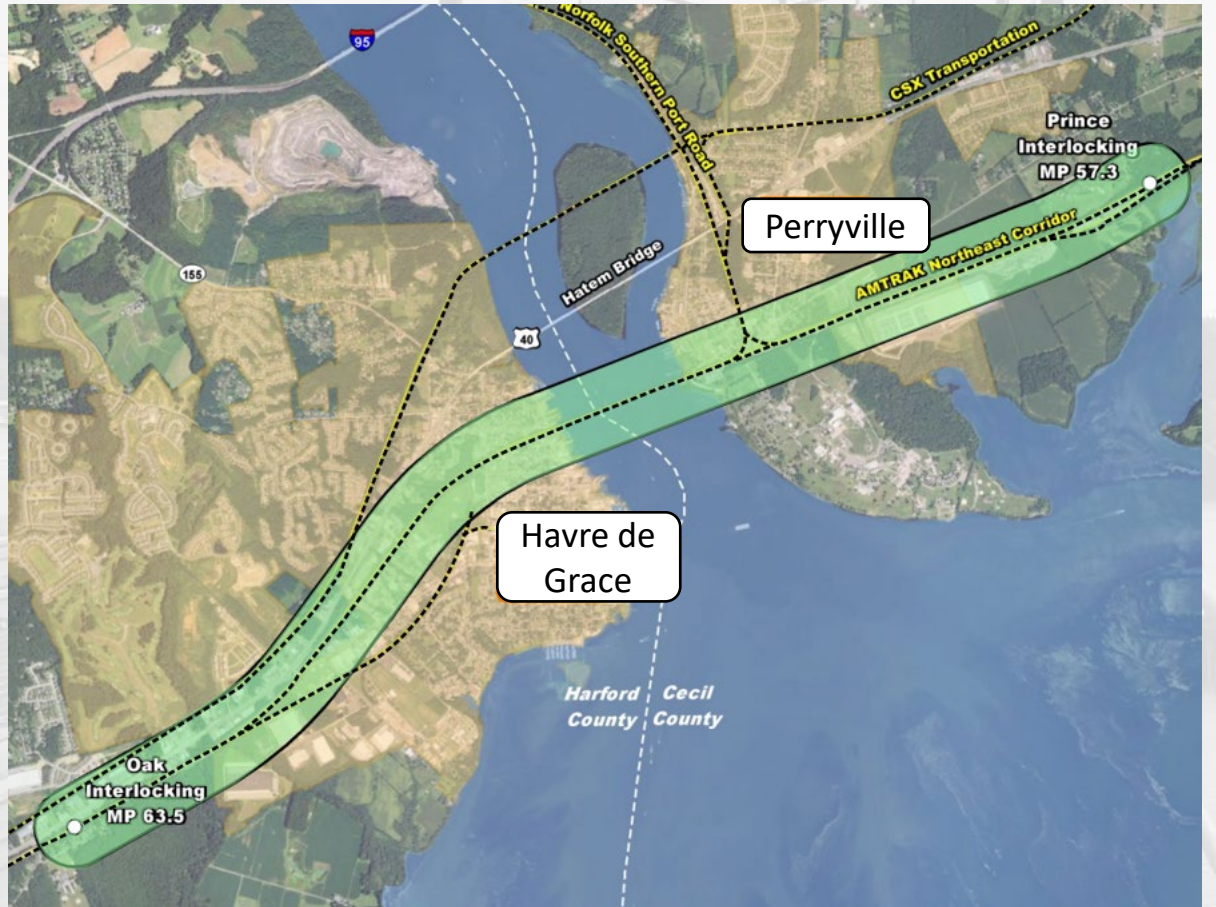 Norfolk Southern Port Road
95
CSX Transportation
Prince
Interlocking
MP 57.3
Perryville
AMTRAK Northeast Corridor
155
Hatem Bridge
40
Havre de
Grace
Harford
County
Cecil
County
Oak
Interlocking
MP 63.5